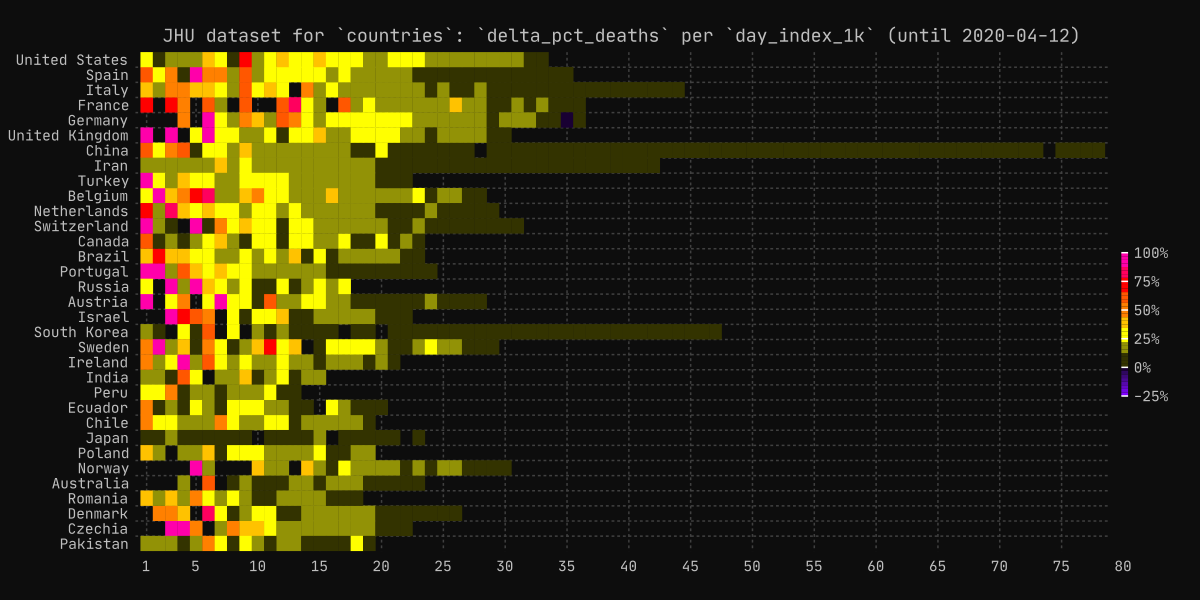 JHU dataset for `countries`: `delta_pct_deaths` per `day_index_1k` (until 2020-04-12)
United States
Spain
Italy
France
Germany
United Kingdom
China
Iran
Turkey
Belgium
Netherlands
Switzerland
Canada
Brazil
Portugal
Russia
Austria
Israel
South Korea
Sweden
Ireland
India
Peru
Ecuador
Chile
Japan
Poland
Norway
Australia
Romania
Denmark
Czechia
Pakistan
1 5 10 15 20 25 30 35 40 45 50 55 60 65 70 75 80
100%
75%
50%
25%
0%
−25%